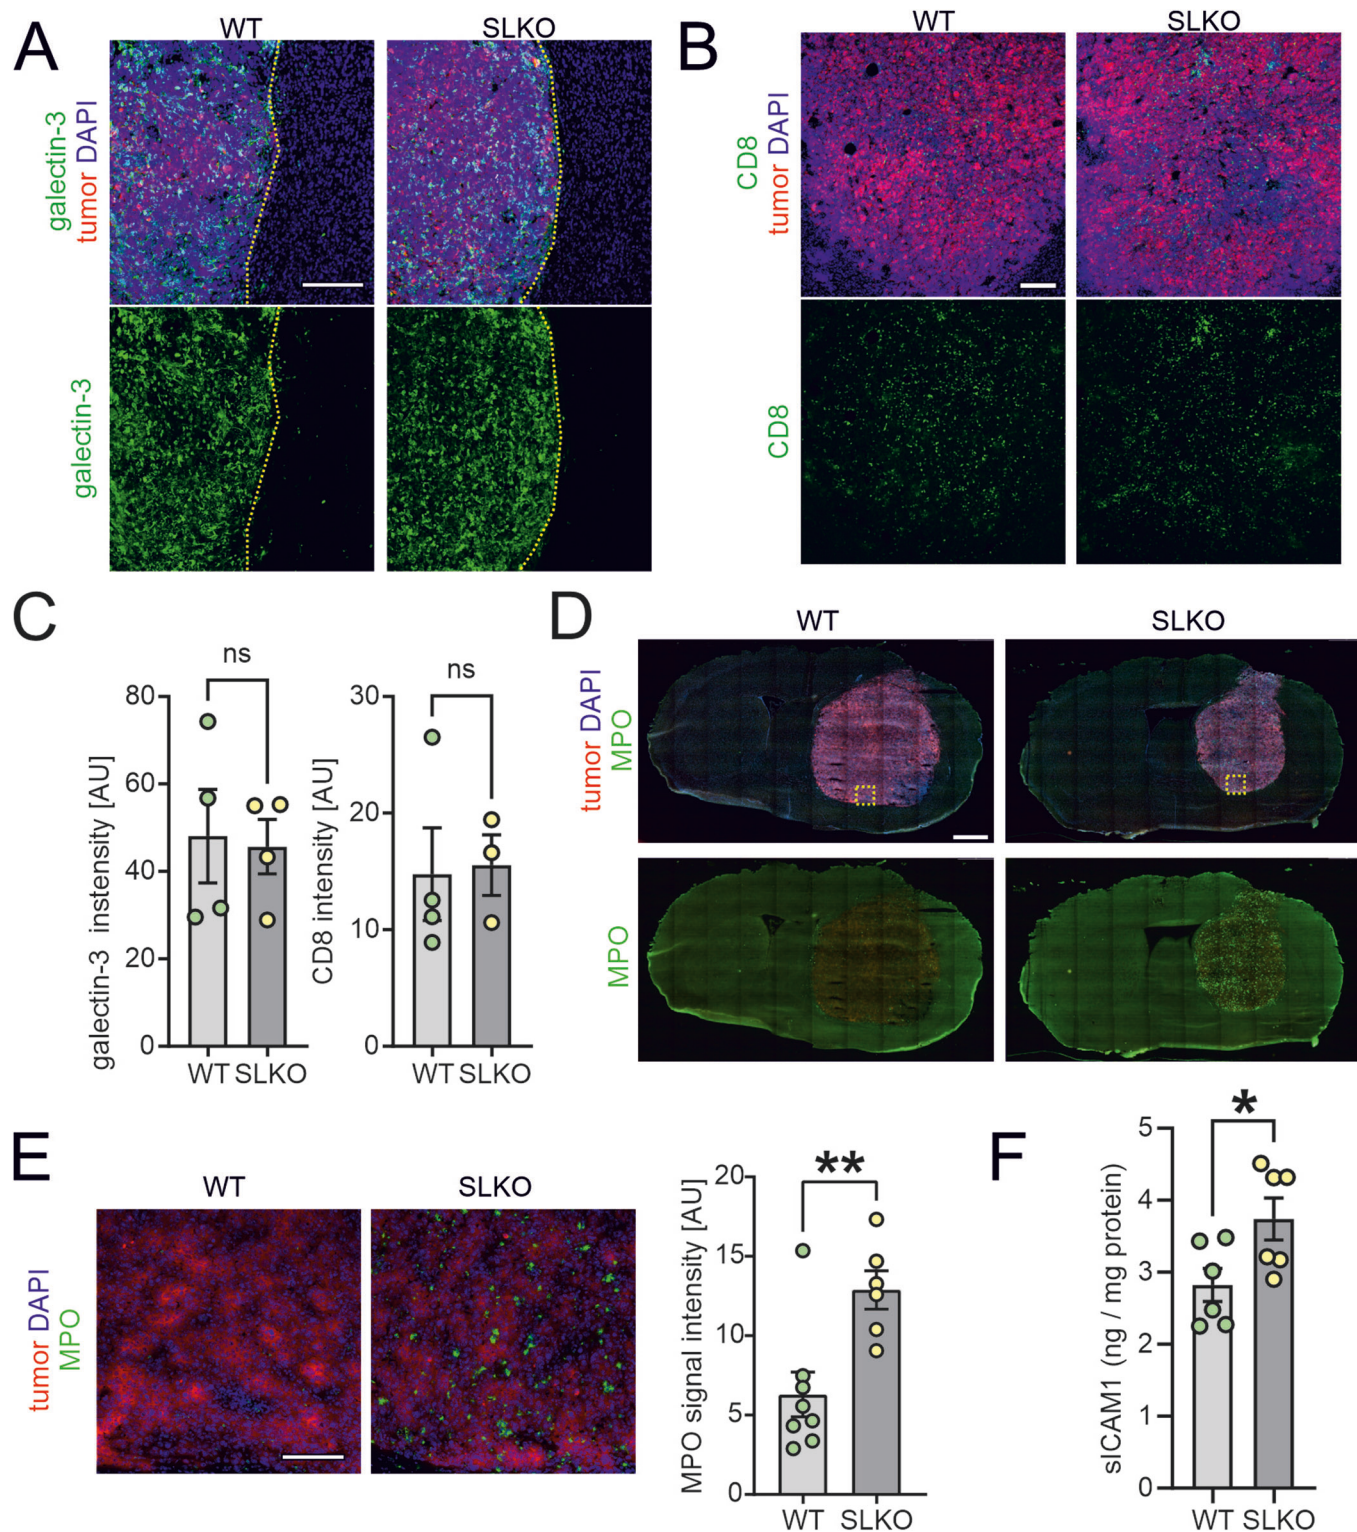 A
WT
SLKO
galectin-3
tumor DAPI
galectin-3
B
WT
SLKO
CD8
tumor DAPI
CD8
C
ns
80
60
40
20
0
galectin-3 instensity [AU]
WT SLKO
ns
30
20
10
0
CD8 intensity [AU]
WT SLKO
D
WT
SLKO
tumor DAPI
MPO
MPO
E
WT
SLKO
tumor DAPI
MPO
**
20
15
10
5
0
MPO signal intensity [AU]
WT SLKO
F
*
5
4
3
2
1
0
sICAM1 (ng / mg protein)
WT SLKO